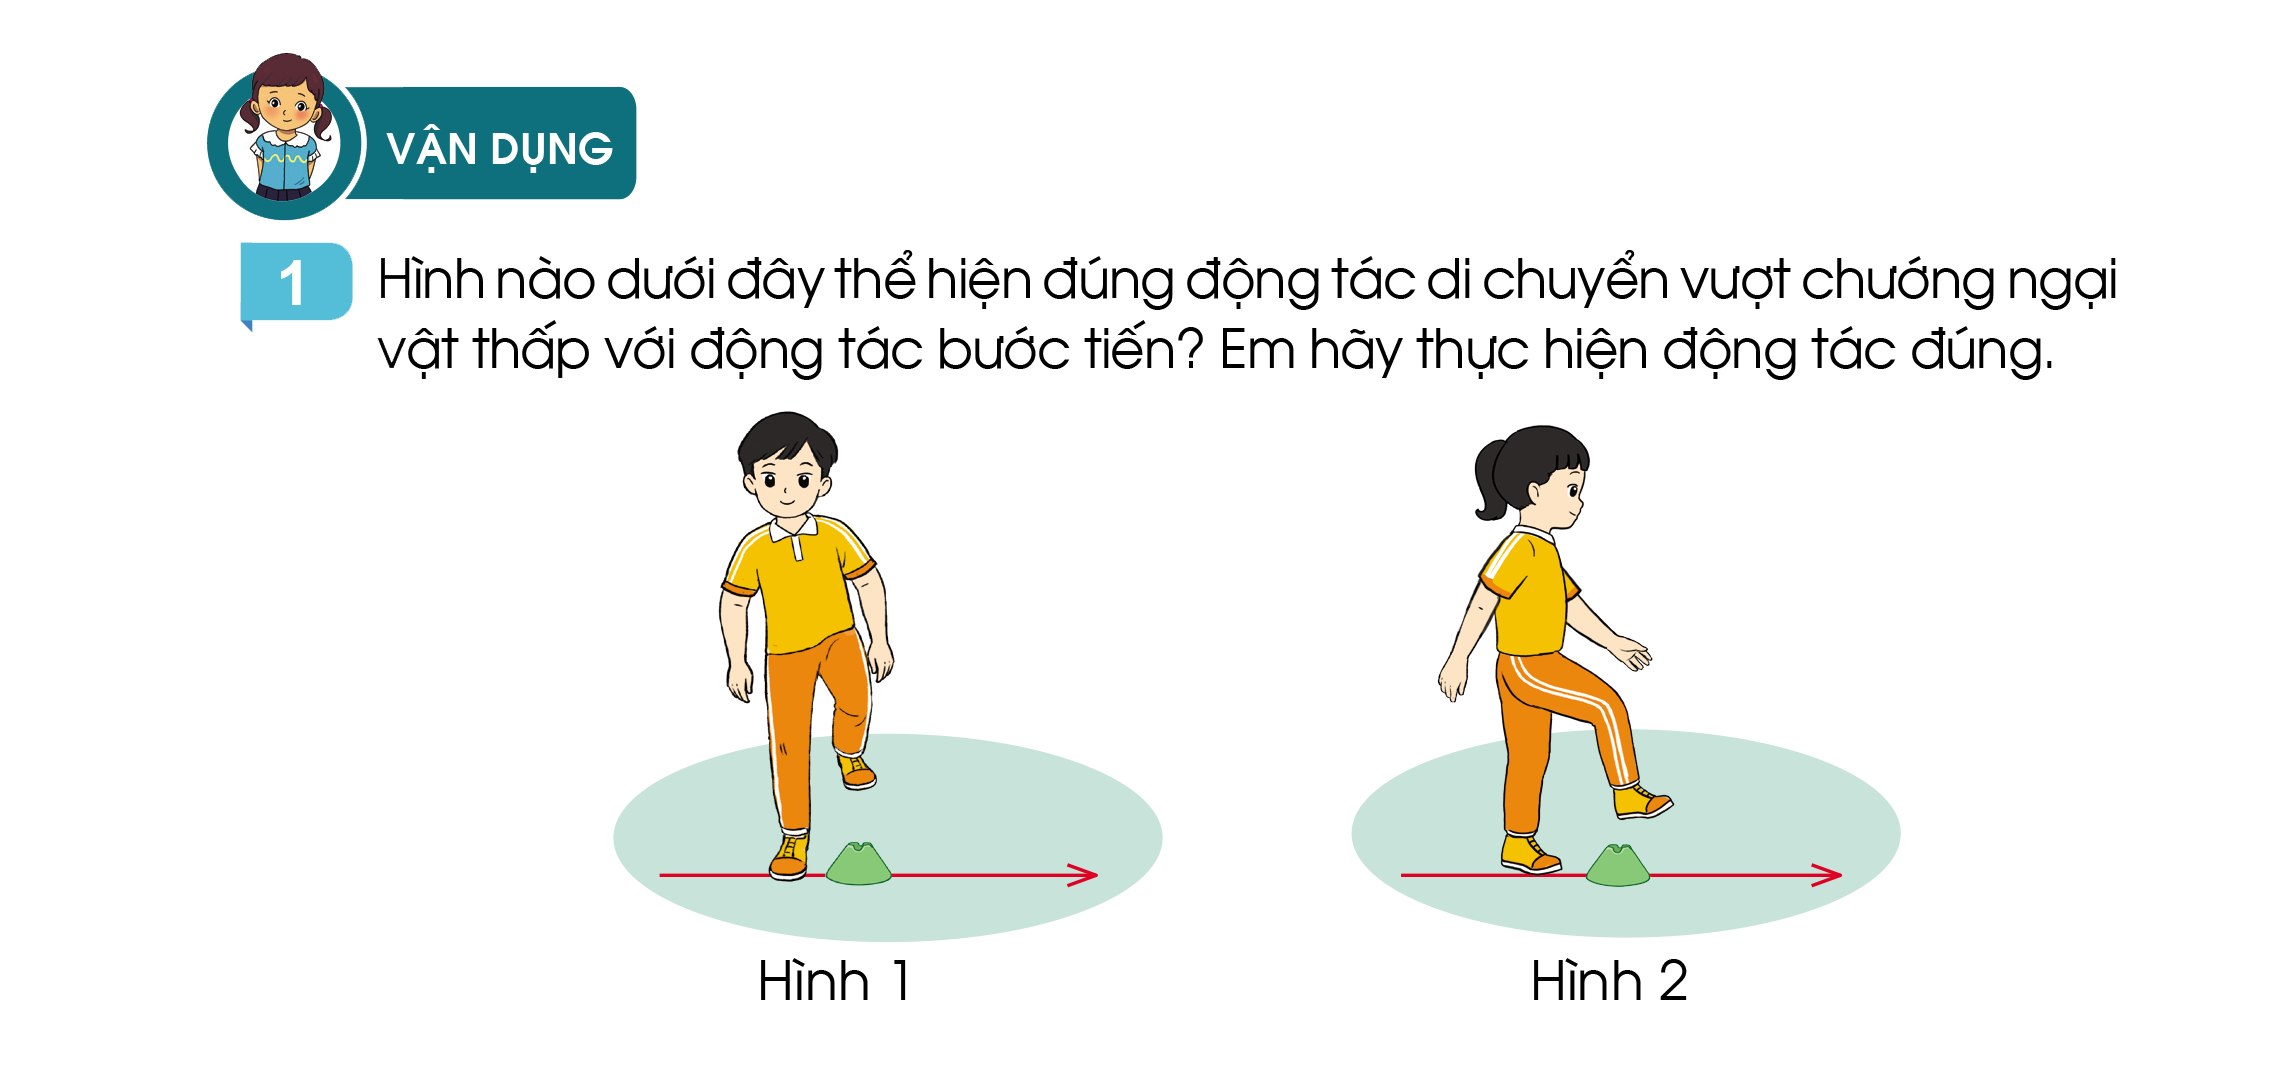 VẬN DỤNG
1 Hình nào dưới đây thể hiện đúng động tác di chuyển vượt chướng ngại
vật thấp với động tác bước tiến? Em hãy thực hiện động tác đúng.
Hình 1
Hình 2